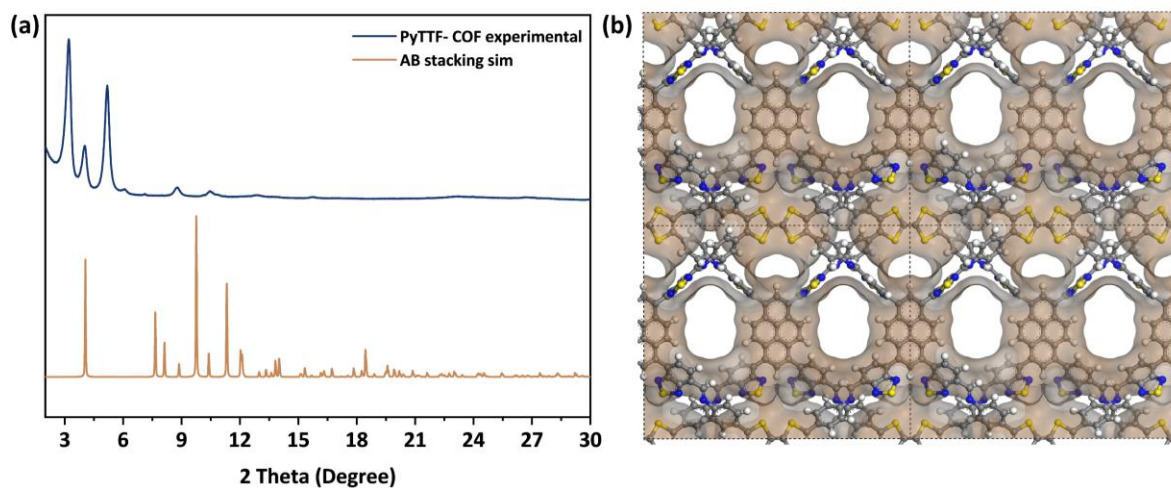 (a)
PyTTF- COF experimental
AB stacking sim
3 6 9 12 15 18 21 24 27 30
2 Theta (Degree)
(b)